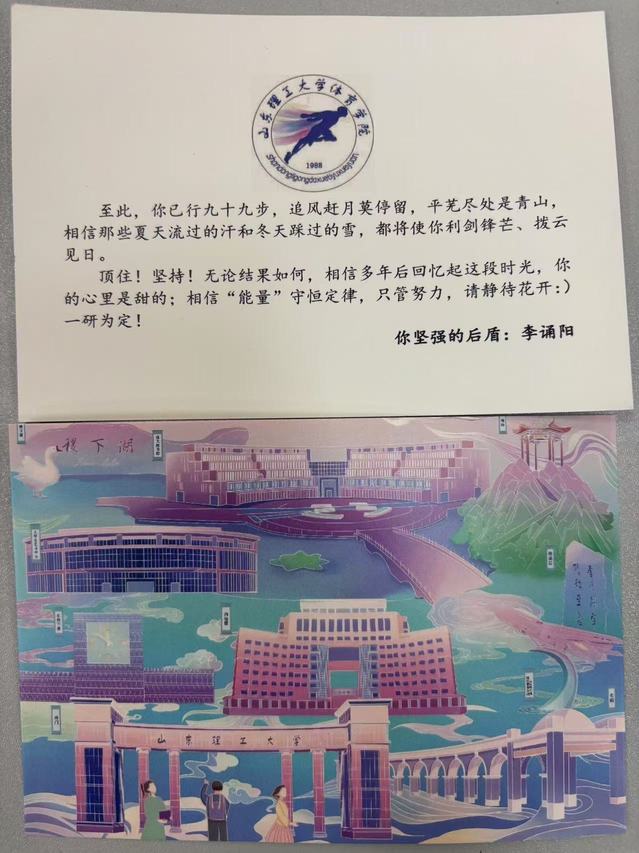 山东理工大学体育学院
shandongligongdaxuetiyuxueyuan
1988
至此，你已行九十九步，追风赶月莫停留，平芜尽处是青山，
相信那些夏天流过的汗和冬天踩过的雪，都将使你利剑锋芒、拨云
见日。
顶住！坚持！无论结果如何，相信多年后回忆起这段时光，你
的心里是甜的；相信“能量”守恒定律，只管努力，请静待花开:）
一研为定！
你坚强的后盾：李诵阳
稷下湖
山东理工大学